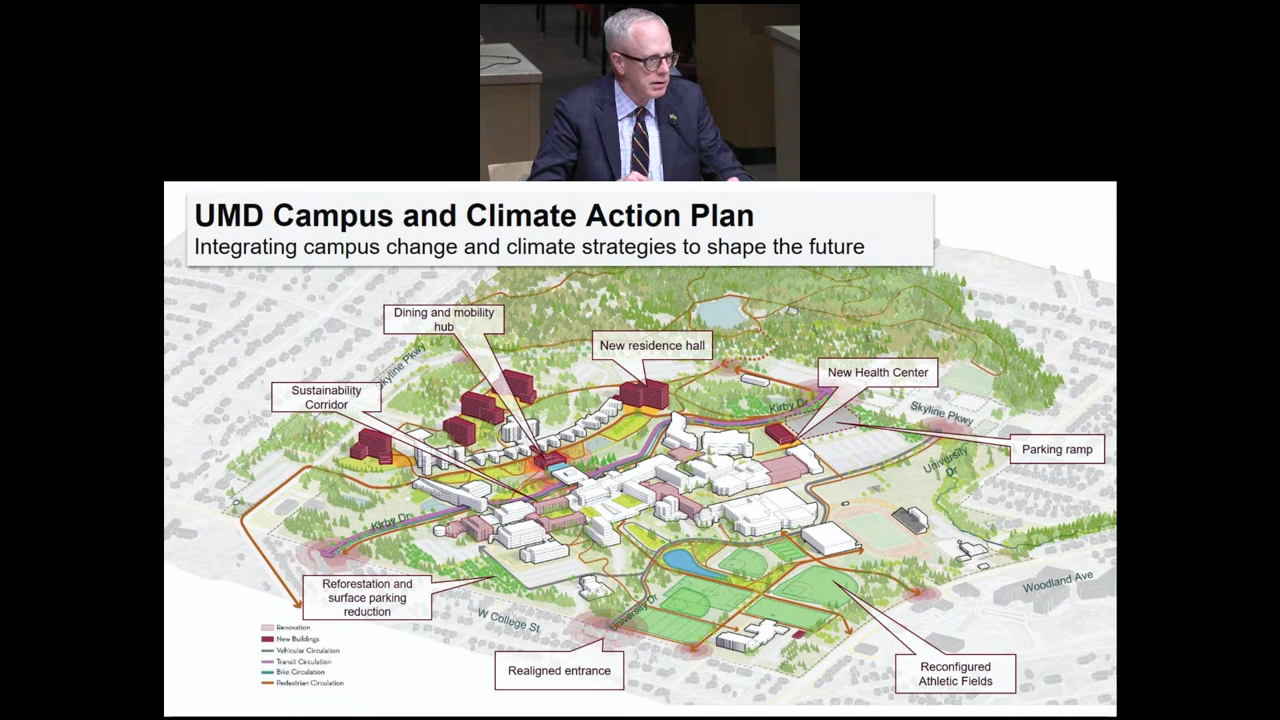 UMD Campus and Climate Action Plan
Integrating campus change and climate strategies to shape the future
Dining and mobility
hub
New residence hall
Skyline Pkwy
New Health Center
Sustainability
Corridor
Kirby Dr
Skyline Pkwy
Parking ramp
University
Dr
Kirby Dr
Reforestation and
surface parking
reduction
Woodland Ave
University Dr
W College St
Realigned entrance
Reconfigured
Athletic Fields
Renovation
New Buildings
Vehicular Circulation
Transit Circulation
Bike Circulation
Pedestrian Circulation